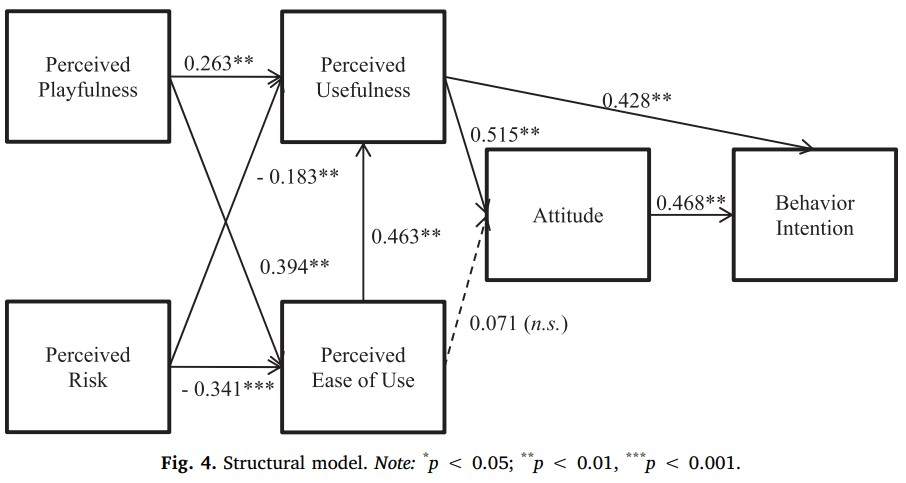 Perceived
Playfulness
0.263**
Perceived
Usefulness
0.428**
0.515**
- 0.183**
Attitude
0.468**
Behavior
Intention
0.463**
0.394**
0.071 (n.s.)
Perceived
Risk
- 0.341***
Perceived
Ease of Use
Fig. 4. Structural model. Note: *p < 0.05; **p < 0.01, ***p < 0.001.